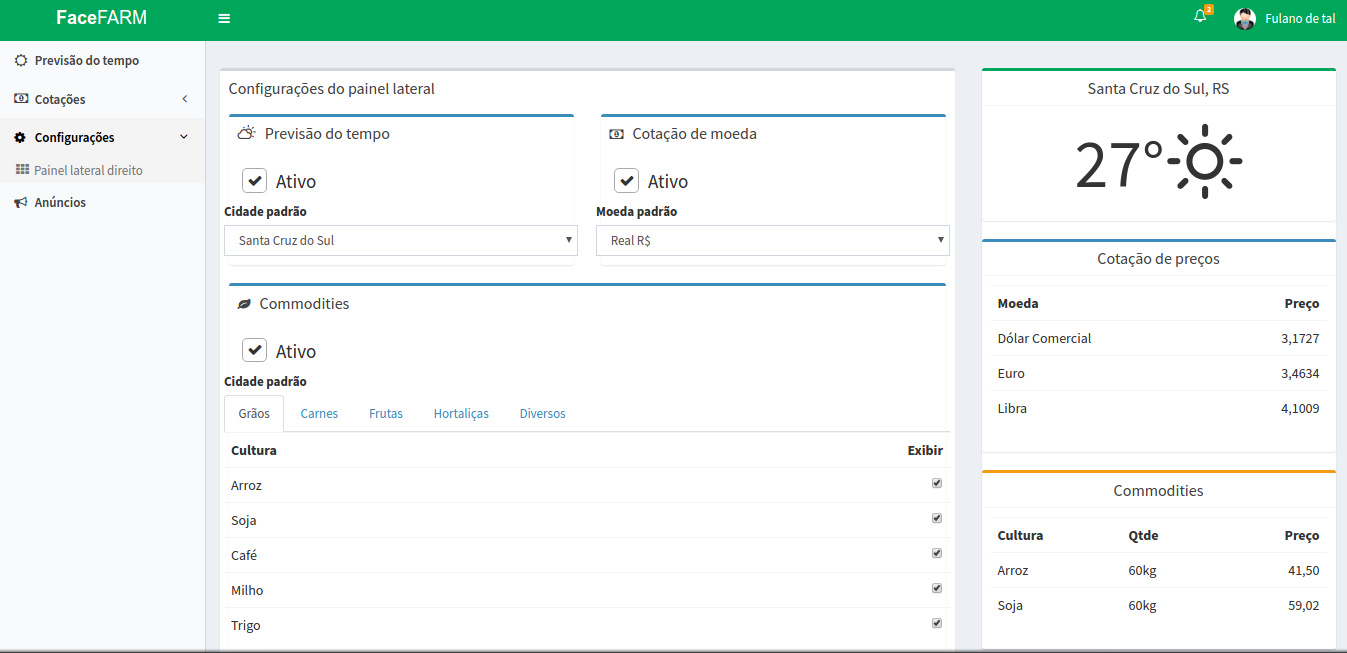 FaceFARM
2
Fulano de tal
Previsão do tempo
Cotações
Configurações
Painel lateral direito
Anúncios
Configurações do painel lateral
Previsão do tempo
Ativo
Cidade padrão
Santa Cruz do Sul
Cotação de moeda
Ativo
Moeda padrão
Real R$
Commodities
Ativo
Cidade padrão
Grãos Carnes Frutas Hortaliças Diversos
Cultura Exibir
Arroz
Soja
Café
Milho
Trigo
Santa Cruz do Sul, RS
27°
Cotação de preços
Moeda Preço
Dólar Comercial 3,1727
Euro 3,4634
Libra 4,1009
Commodities
Cultura Qtde Preço
Arroz 60kg 41,50
Soja 60kg 59,02